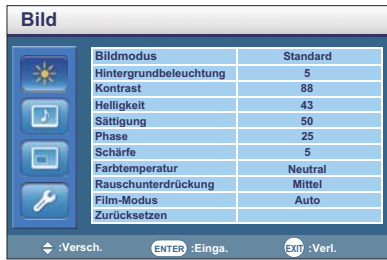 Bild
Bildmodus Standard
Hintergrundbeleuchtung 5
Kontrast 88
Helligkeit 43
Sättigung 50
Phase 25
Schärfe 5
Farbtemperatur Neutral
Rauschunterdrückung Mittel
Film-Modus Auto
Zurücksetzen
:Versch. ENTER :Einga. EXIT :Verl.